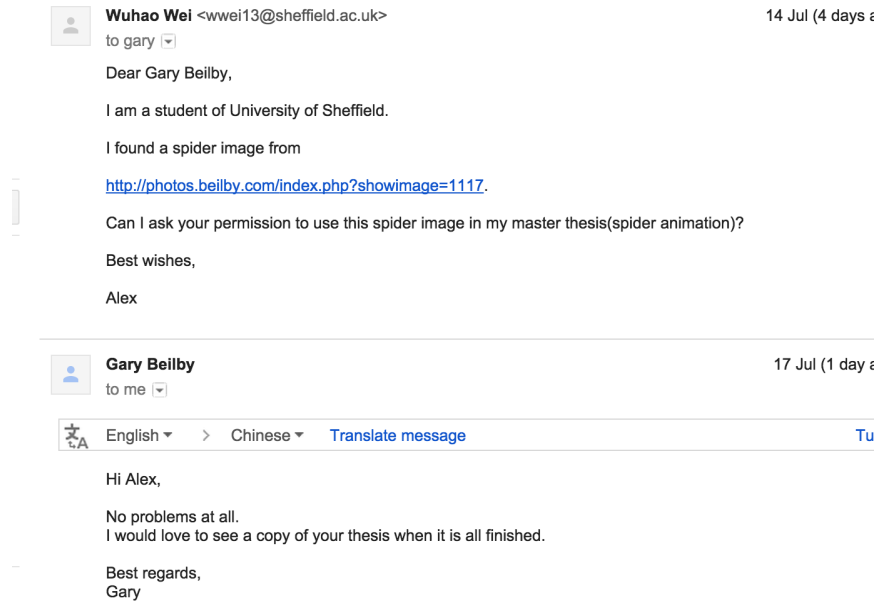 Wuhao Wei <wwei13@sheffield.ac.uk> 14 Jul (4 days a
to gary
Dear Gary Beilby,
I am a student of University of Sheffield.
I found a spider image from
http://photos.beilby.com/index.php?showimage=1117.
Can I ask your permission to use this spider image in my master thesis(spider animation)?
Best wishes,
Alex
Gary Beilby 17 Jul (1 day a
to me
文A English > Chinese Translate message Tu
Hi Alex,
No problems at all.
I would love to see a copy of your thesis when it is all finished.
Best regards,
Gary